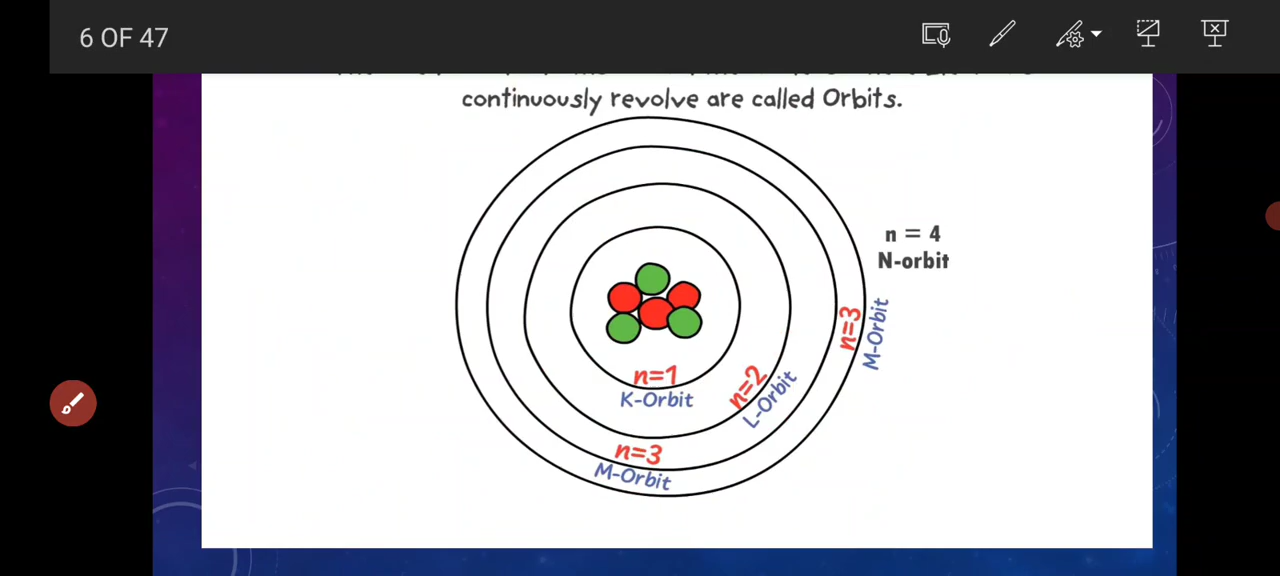 6 OF 47
continuously revolve are called Orbits.
n = 4
N-orbit
n=3
M-Orbit
n=1
K-Orbit
n=2
L-Orbit
n=3
M-Orbit